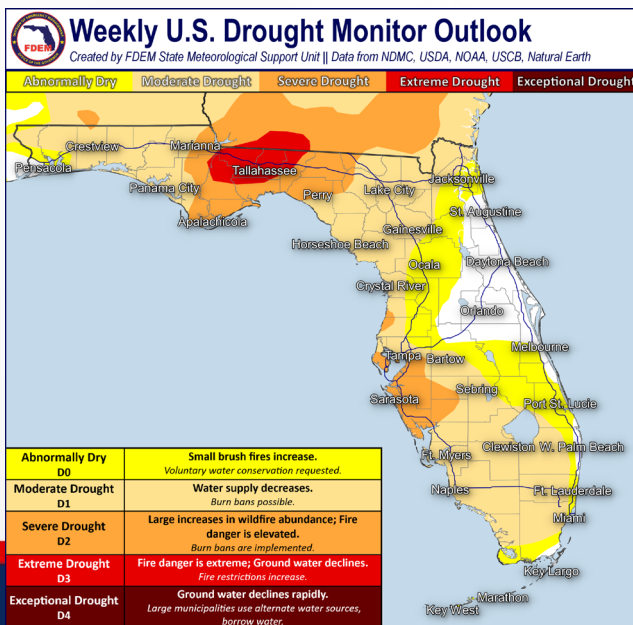 FDEM
Weekly U.S. Drought Monitor Outlook
Created by FDEM State Meteorological Support Unit || Data from NDMC, USDA, NOAA, USCB, Natural Earth
Abnormally Dry Moderate Drought Severe Drought Extreme Drought Exceptional Drought
Crestview
Marianna
Pensacola
Tallahassee
Jacksonville
Panama City
Perry
Lake City
Apalachicola
St. Augustine
Gainesville
Horseshoe Beach
Ocala
Daytona Beach
Crystal River
Orlando
Melbourne
Tampa
Bartow
Sebring
Sarasota
Port St. Lucie
Ft. Myers
Clewiston
W. Palm Beach
Naples
Ft. Lauderdale
Miami
Key Largo
Marathon
Key West
Abnormally Dry
D0
Small brush fires increase.
Voluntary water conservation requested.
Moderate Drought
D1
Water supply decreases.
Burn bans possible.
Severe Drought
D2
Large increases in wildfire abundance; Fire
danger is elevated.
Burn bans are implemented.
Extreme Drought
D3
Fire danger is extreme; Ground water declines.
Fire restrictions increase.
Exceptional Drought
D4
Ground water declines rapidly.
Large municipalities use alternate water sources,
borrow water.